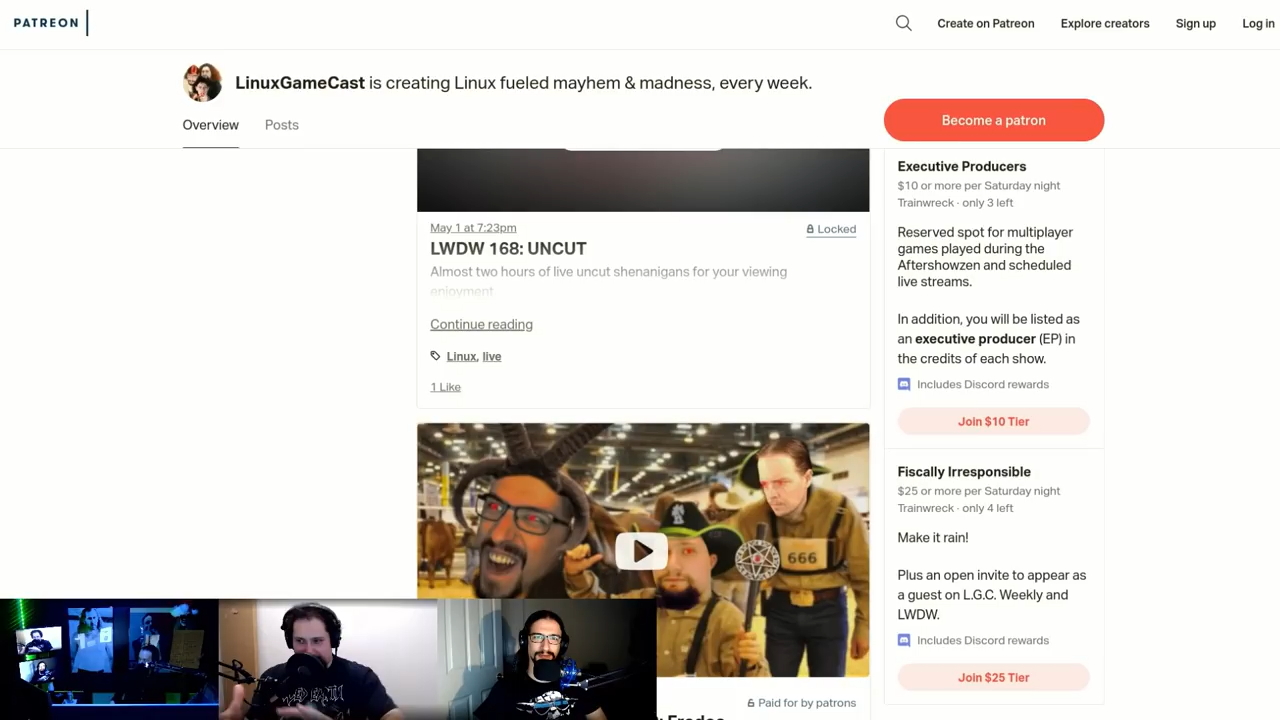 PATREON
Create on Patreon
Explore creators
Sign up
Log in
LinuxGameCast is creating Linux fueled mayhem & madness, every week.
Overview
Posts
Become a patron
May 1 at 7:23pm
Locked
LWDW 168: UNCUT
Almost two hours of live uncut shenanigans for your viewing
enjoyment
Continue reading
Linux, live
1 Like
666
Paid for by patrons
Executive Producers
$10 or more per Saturday night
Trainwreck · only 3 left
Reserved spot for multiplayer
games played during the
Aftershowzen and scheduled
live streams.
In addition, you will be listed as
an executive producer (EP) in
the credits of each show.
Includes Discord rewards
Join $10 Tier
Fiscally Irresponsible
$25 or more per Saturday night
Trainwreck · only 4 left
Make it rain!
Plus an open invite to appear as
a guest on L.G.C. Weekly and
LWDW.
Includes Discord rewards
Join $25 Tier